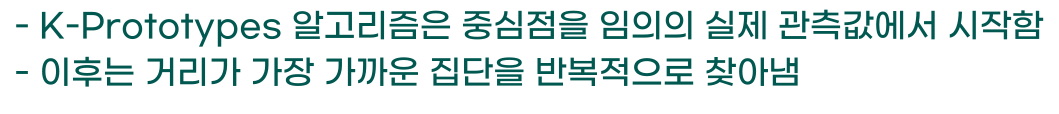 - K-Prototypes 알고리즘은 중심점을 임의의 실제 관측값에서 시작함
- 이후는 거리가 가장 가까운 집단을 반복적으로 찾아냄